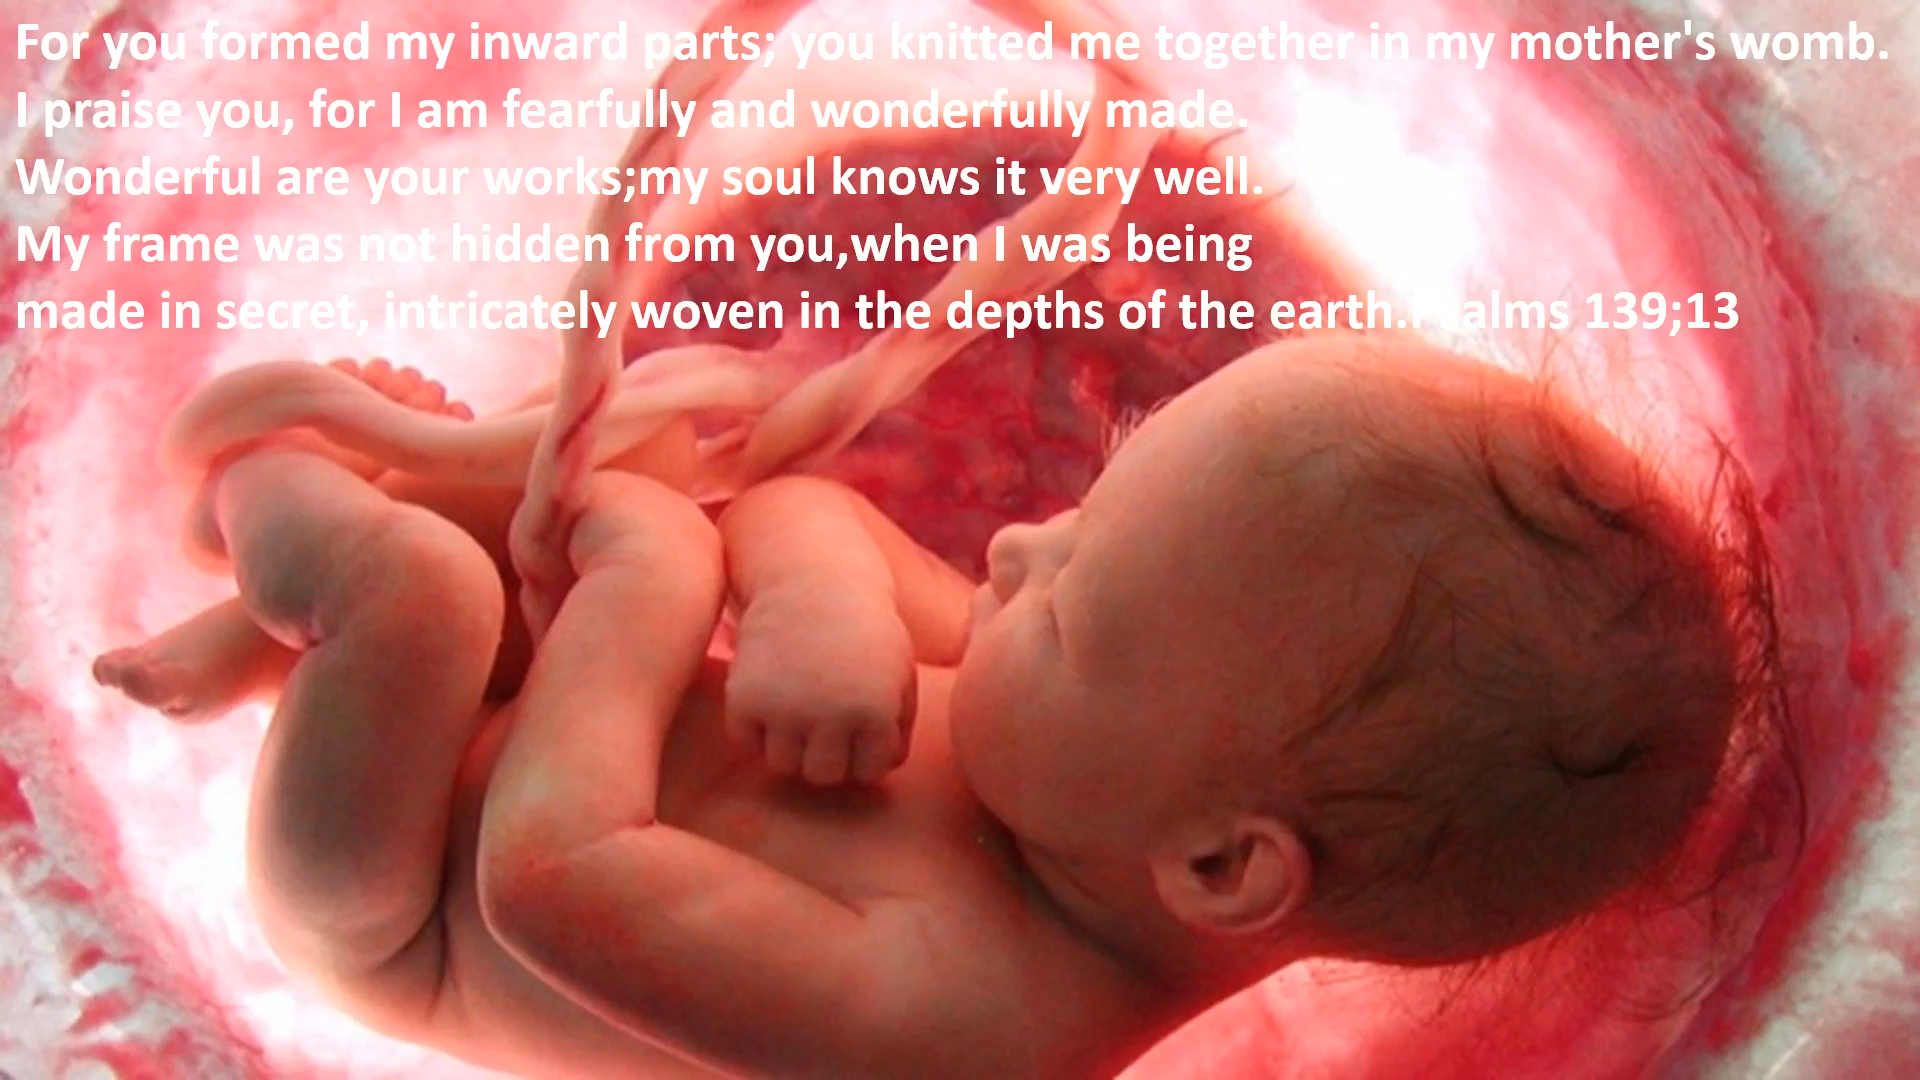 For you formed my inward parts; you knitted me together in my mother's womb.
I praise you, for I am fearfully and wonderfully made.
Wonderful are your works;my soul knows it very well.
My frame was not hidden from you,when I was being
made in secret, intricately woven in the depths of the earth.Psalms 139;13